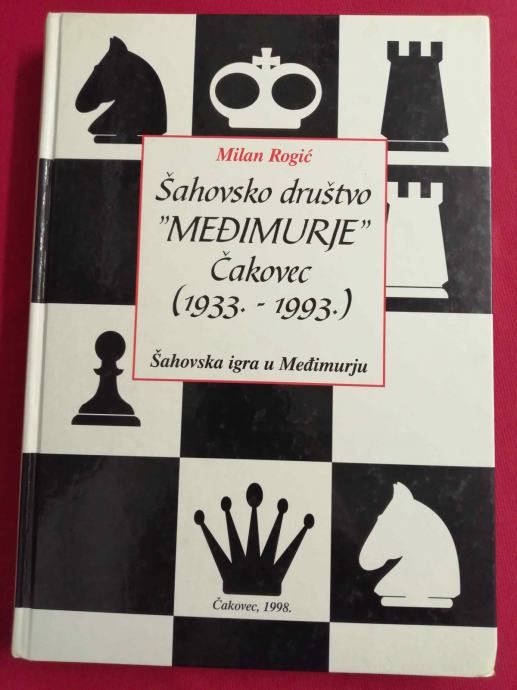 Milan Rogić
Šahovsko društvo
"MEĐIMURJE"
Čakovec
(1933. - 1993.)
Šahovska igra u Međimurju
Čakovec, 1998.